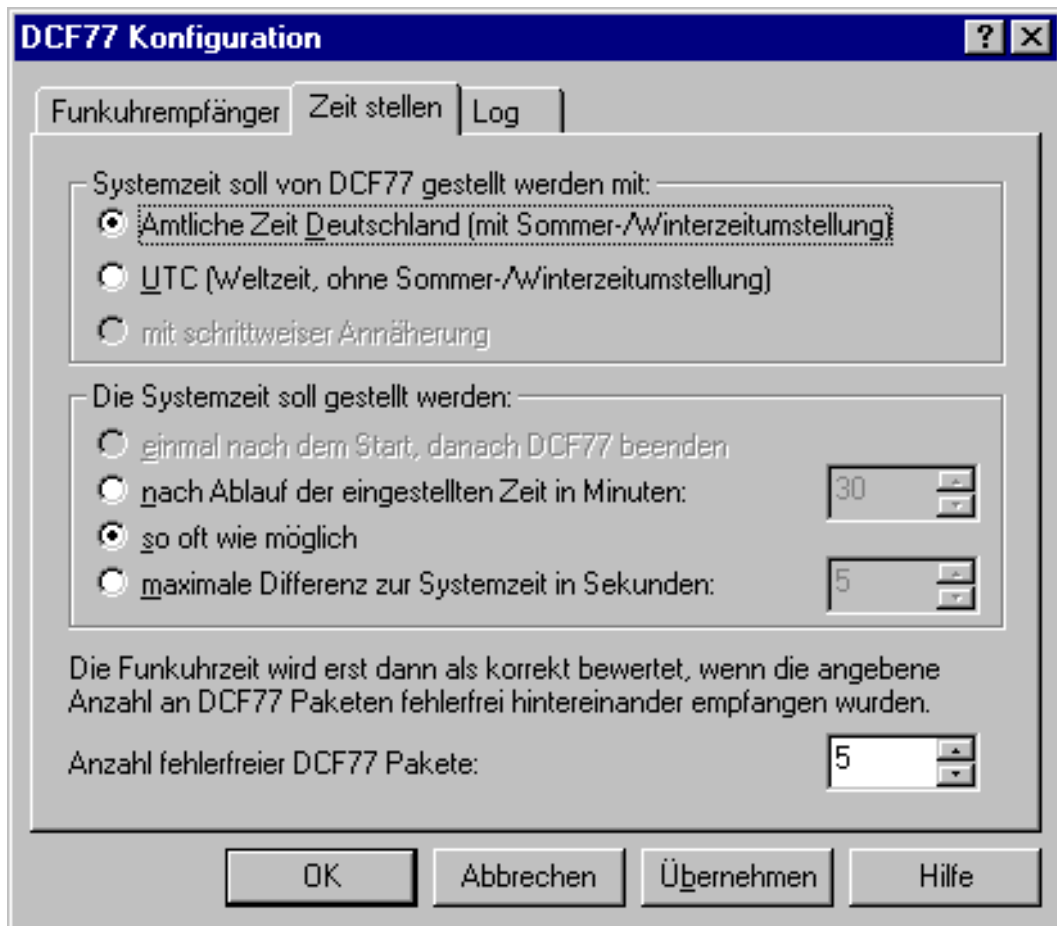 DCF77 Konfiguration
Funkuhrempfänger
Zeit stellen
Log
Systemzeit soll von DCF77 gestellt werden mit:
Amtliche Zeit Deutschland (mit Sommer-/Winterzeitumstellung)
UTC (Weltzeit, ohne Sommer-/Winterzeitumstellung)
mit schrittweiser Annäherung
Die Systemzeit soll gestellt werden:
einmal nach dem Start, danach DCF77 beenden
nach Ablauf der eingestellten Zeit in Minuten: 30
so oft wie möglich
maximale Differenz zur Systemzeit in Sekunden: 5
Die Funkuhrzeit wird erst dann als korrekt bewertet, wenn die angebene
Anzahl an DCF77 Paketen fehlerfrei hintereinander empfangen wurden.
Anzahl fehlerfreier DCF77 Pakete: 5
OK Abbrechen Übernehmen Hilfe